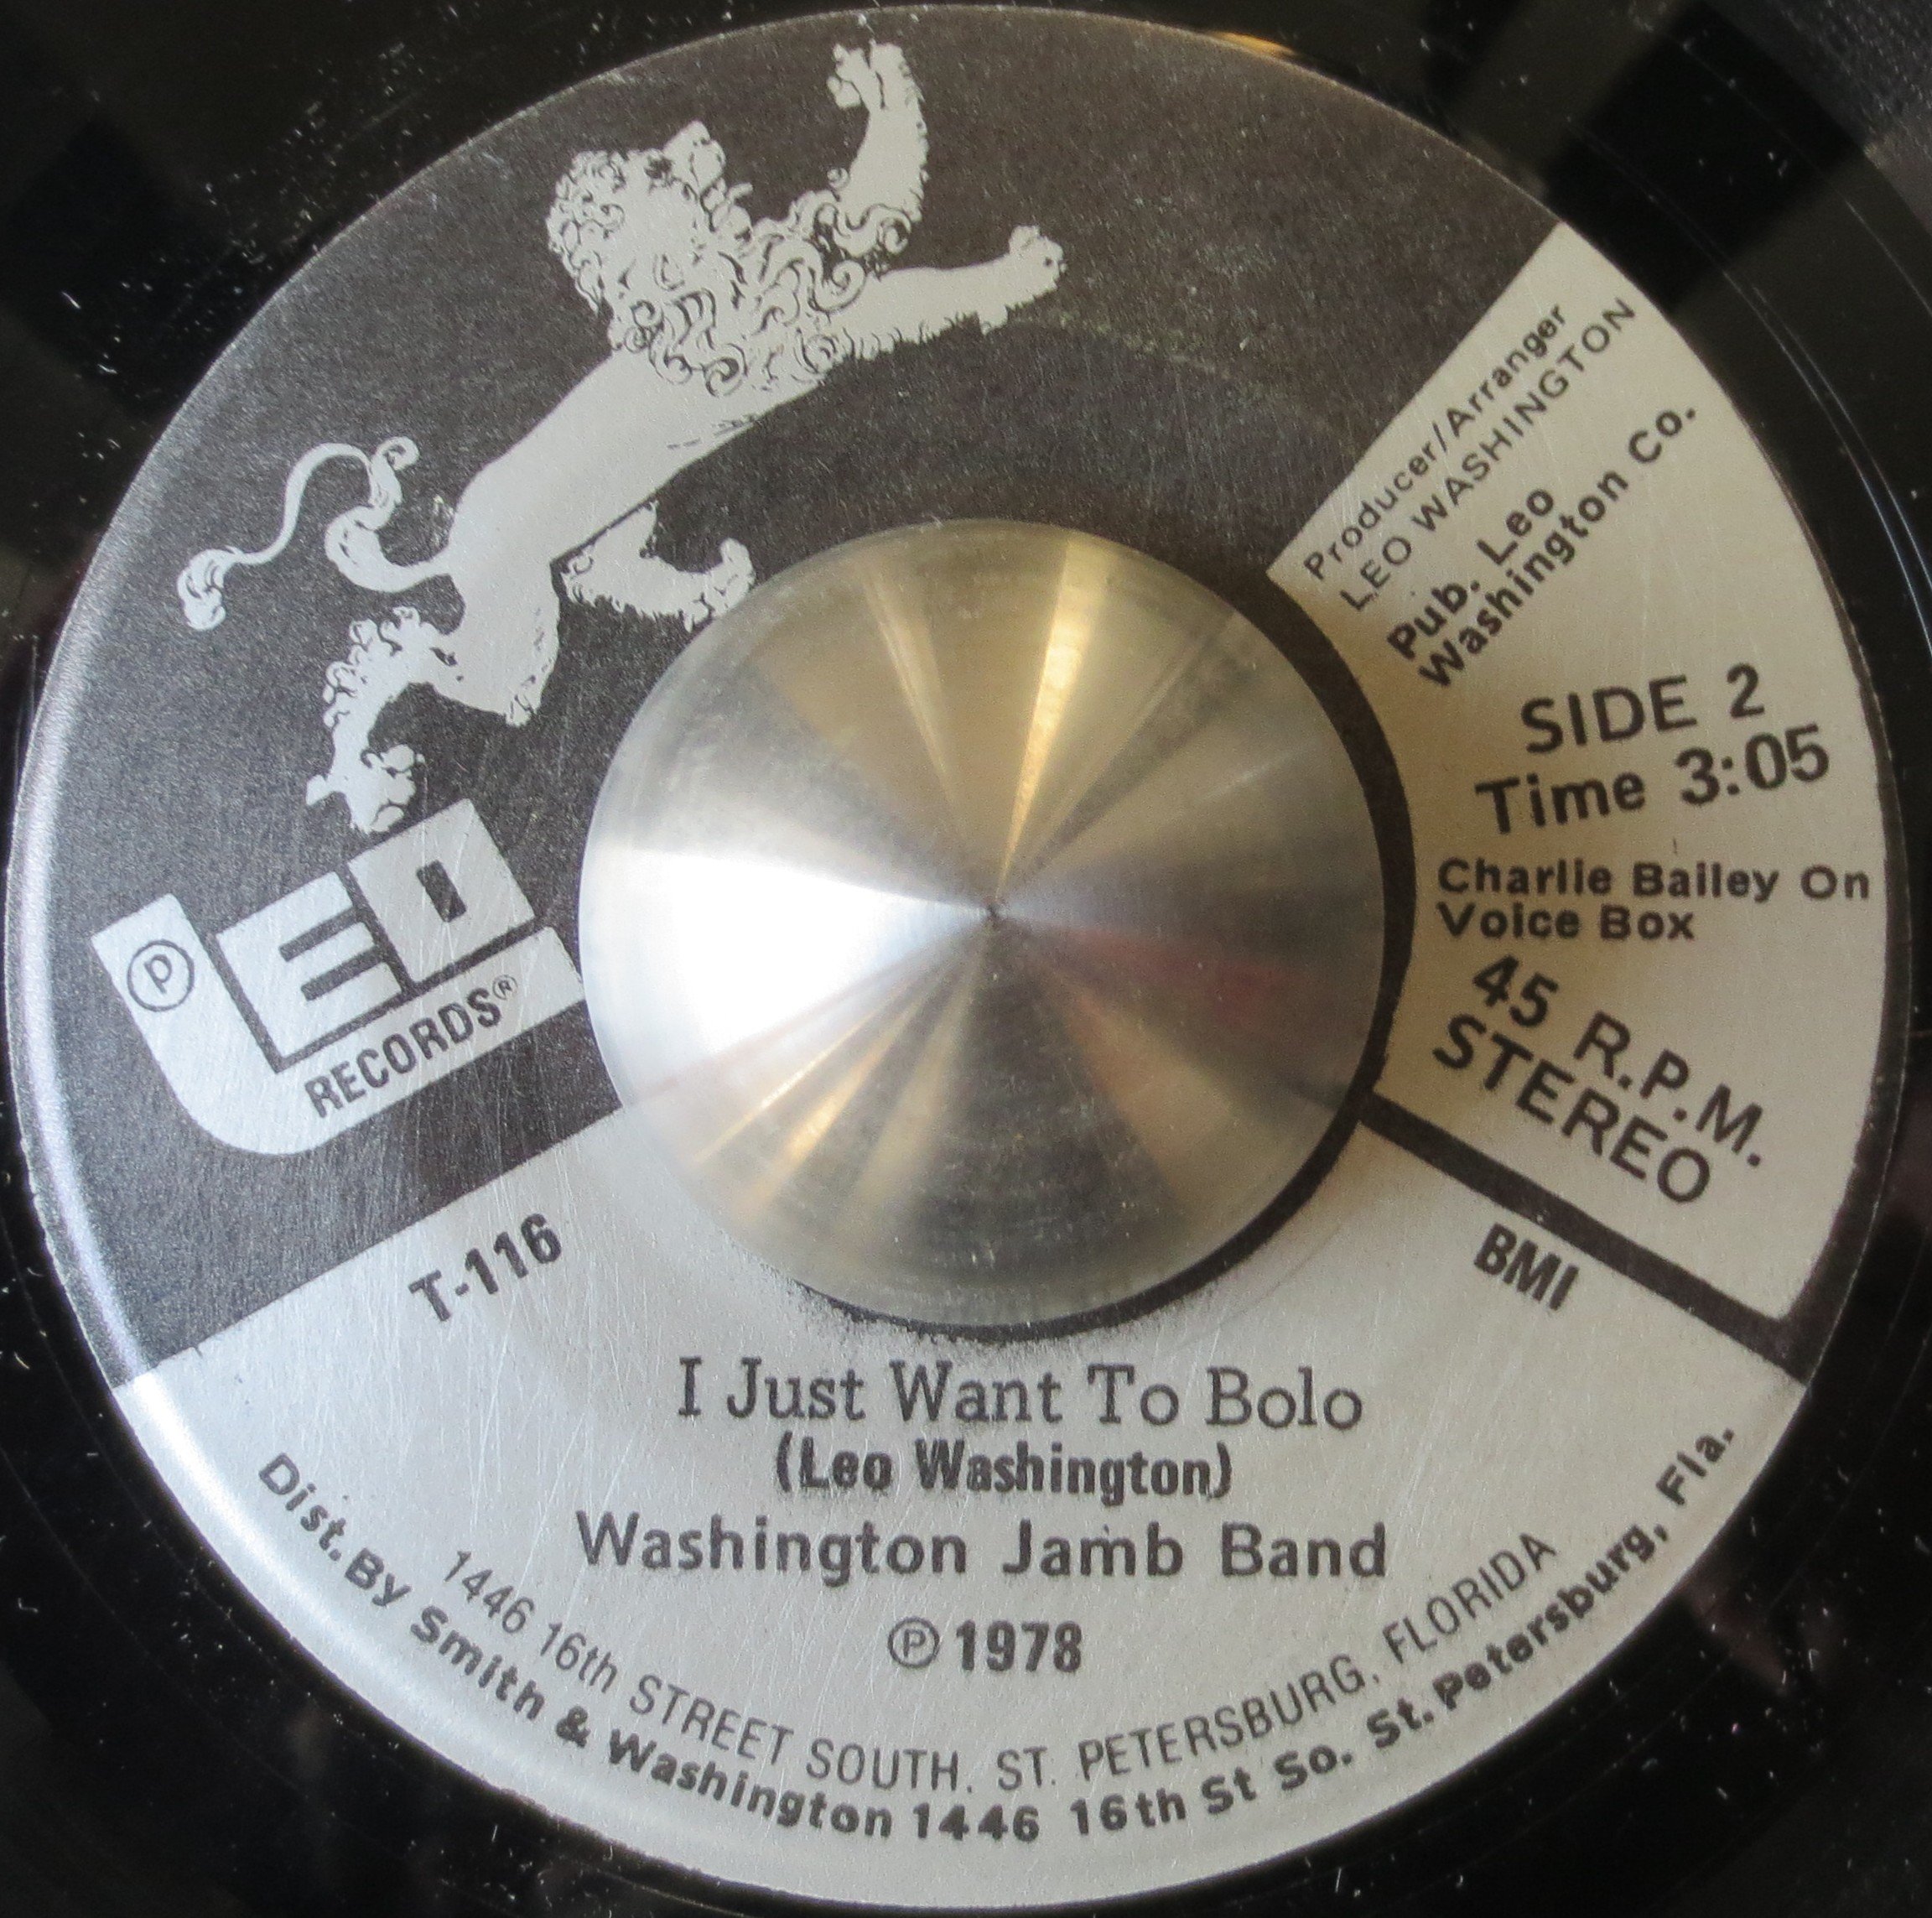 Producer/Arranger
LEO WASHINGTON
Pub. Leo
Washington Co.
SIDE 2
Time 3:05
Charlie Bailey On
Voice Box
45 R.P.M.
STEREO
℗
LEO
RECORDS®
T-116
BMI
I Just Want To Bolo
(Leo Washington)
Washington Jamb Band
℗ 1978
1446 16th STREET SOUTH. ST. PETERSBURG, FLORIDA
Dist. By Smith & Washington 1446 16th St So. St. Petersburg, Fla.